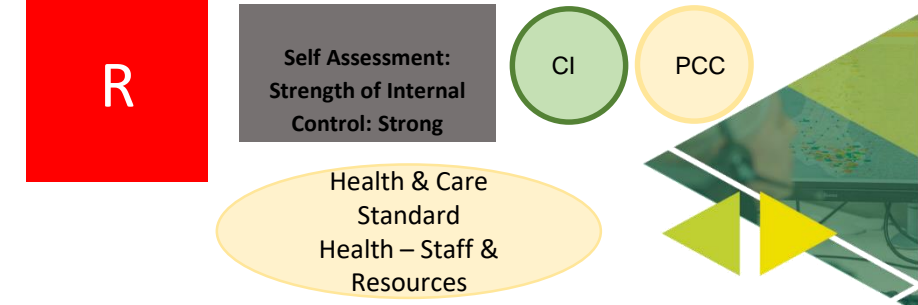 R
Self Assessment:
Strength of Internal
Control: Strong
CI
PCC
Health & Care
Standard
Health – Staff &
Resources